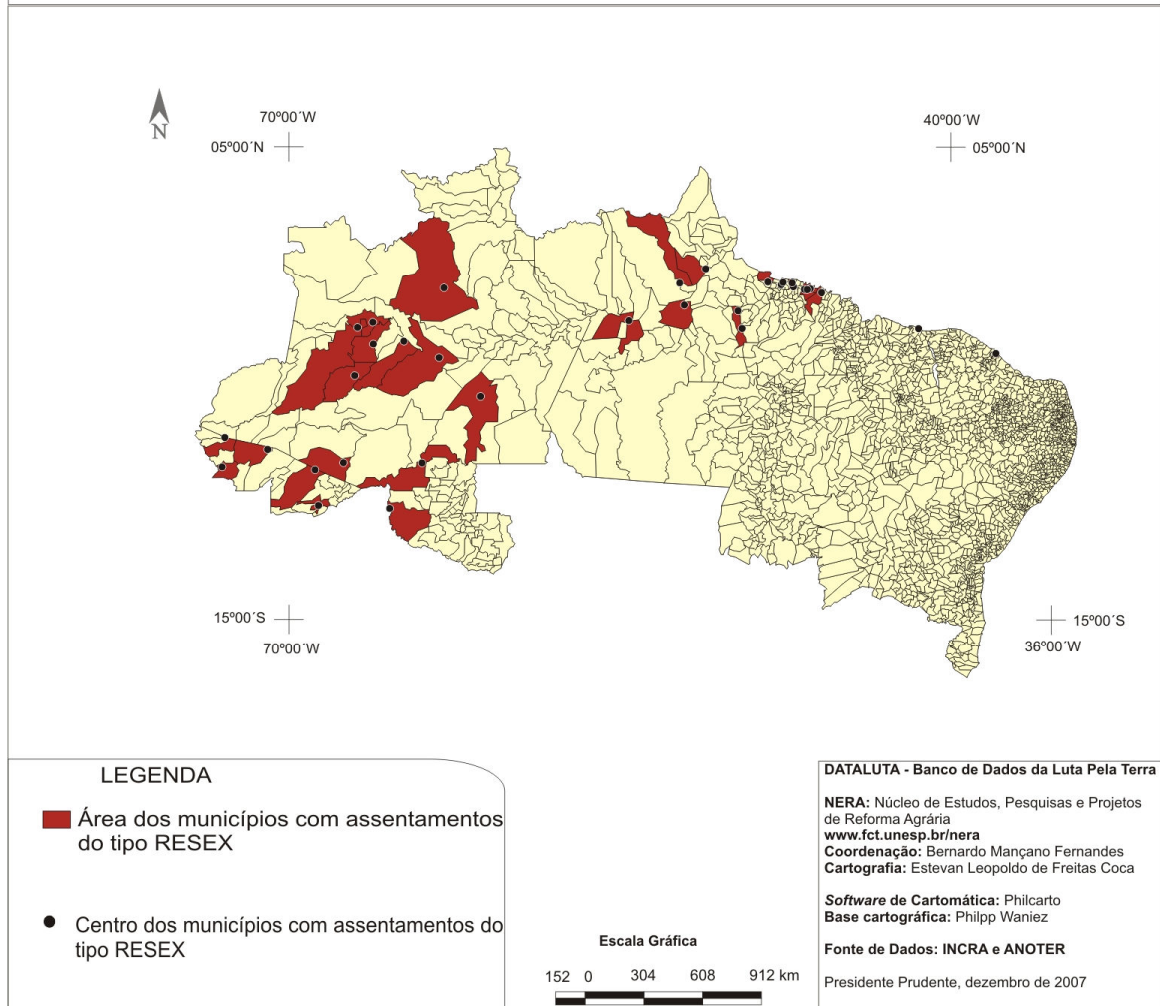 N
70º00´W
05º00´N
40º00´W
05º00´N
15º00´S
70º00´W
15º00´S
36º00´W
LEGENDA
Área dos municípios com assentamentos
do tipo RESEX
Centro dos municípios com assentamentos do
tipo RESEX
Escala Gráfica
152 0 304 608 912 km
DATALUTA - Banco de Dados da Luta Pela Terra
NERA: Núcleo de Estudos, Pesquisas e Projetos
de Reforma Agrária
www.fct.unesp.br/nera
Coordenação: Bernardo Mançano Fernandes
Cartografia: Estevan Leopoldo de Freitas Coca
Software de Cartomática: Philcarto
Base cartográfica: Philpp Waniez
Fonte de Dados: INCRA e ANOTER
Presidente Prudente, dezembro de 2007